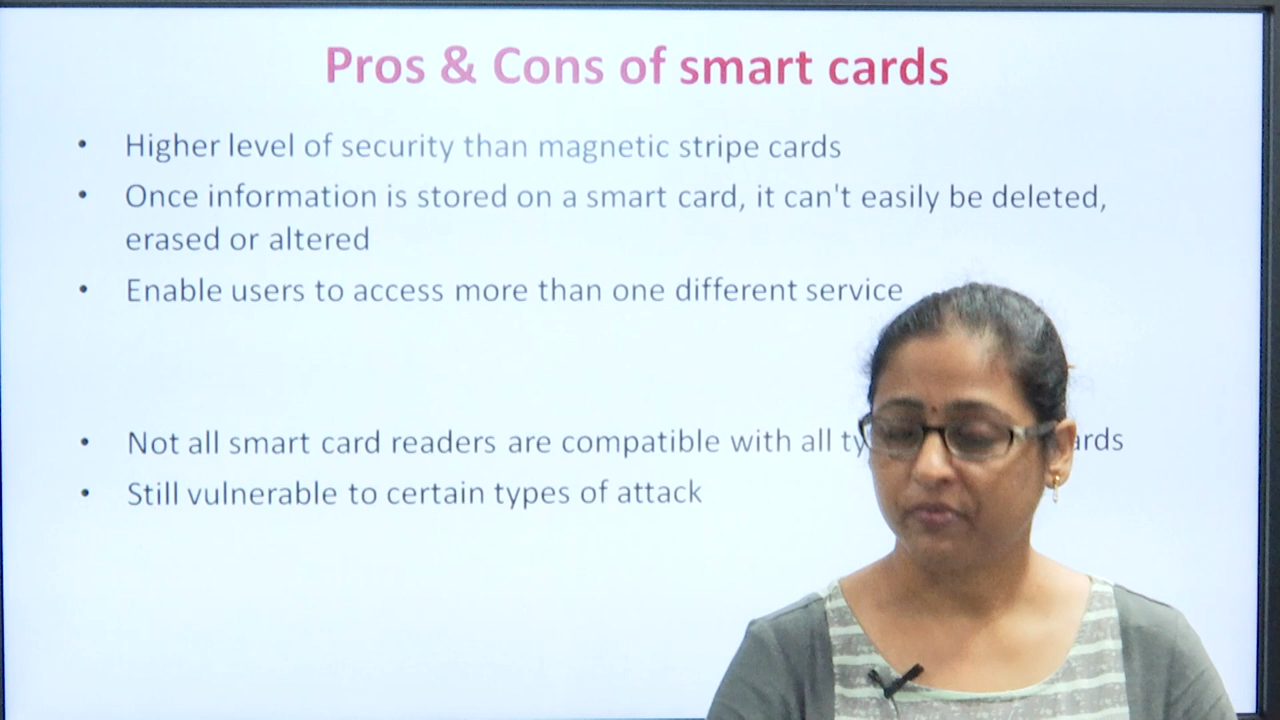 Pros & Cons of smart cards
• Higher level of security than magnetic stripe cards
• Once information is stored on a smart card, it can't easily be deleted,
erased or altered
• Enable users to access more than one different service
• Not all smart card readers are compatible with all
• Still vulnerable to certain types of attack